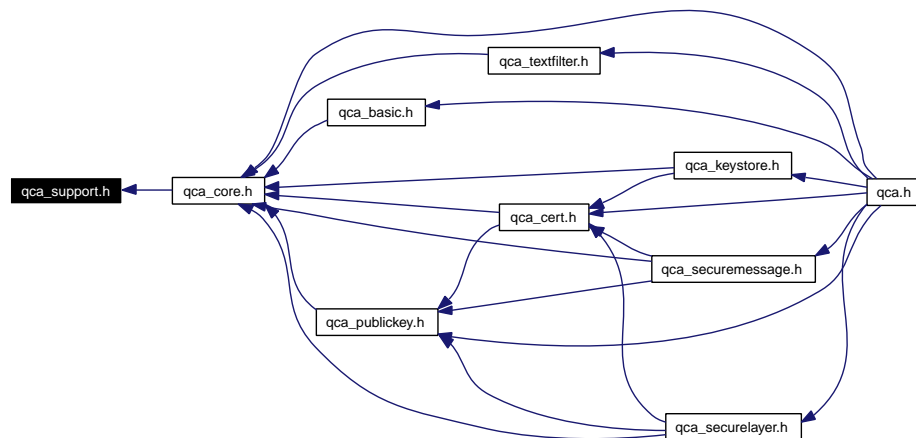 qca_textfilter.h
qca_basic.h
qca_keystore.h
qca_support.h
qca_core.h
qca.h
qca_cert.h
qca_securemessage.h
qca_publickey.h
qca_securelayer.h